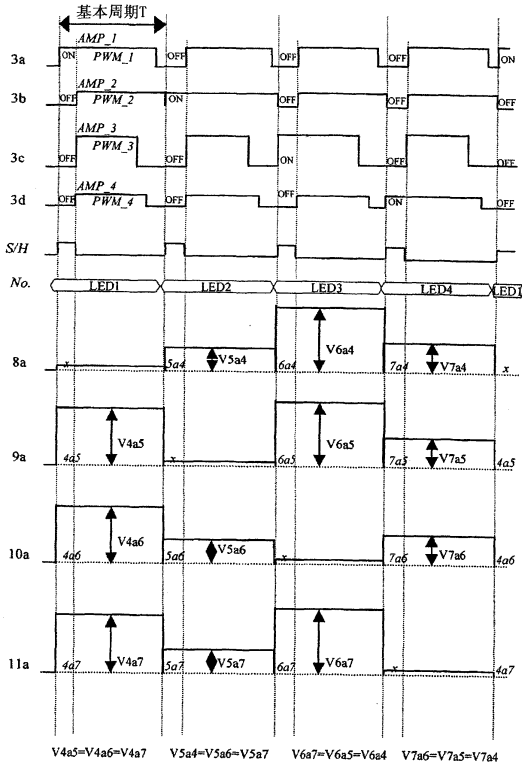 基本周期T
AMP_1
3a ON PWM_1 OFF OFF OFF ON
AMP_2
3b OFF PWM_2 ON OFF OFF OFF
AMP_3
PWM_3
3c OFF OFF ON OFF OFF
AMP_4
3d OFF PWM_4 OFF OFF ON OFF
S/H
No. LED1 LED2 LED3 LED4 LED1
8a x 5a4 V5a4 6a4 V6a4 7a4 V7a4 x
9a 4a5 V4a5 x 6a5 V6a5 7a5 V7a5 4a5
10a 4a6 V4a6 5a6 V5a6 x 7a6 V7a6 4a6
11a 4a7 V4a7 5a7 V5a7 6a7 V6a7 x 4a7
V4a5=V4a6=V4a7 V5a4=V5a6=V5a7 V6a7=V6a5=V6a4 V7a6=V7a5=V7a4